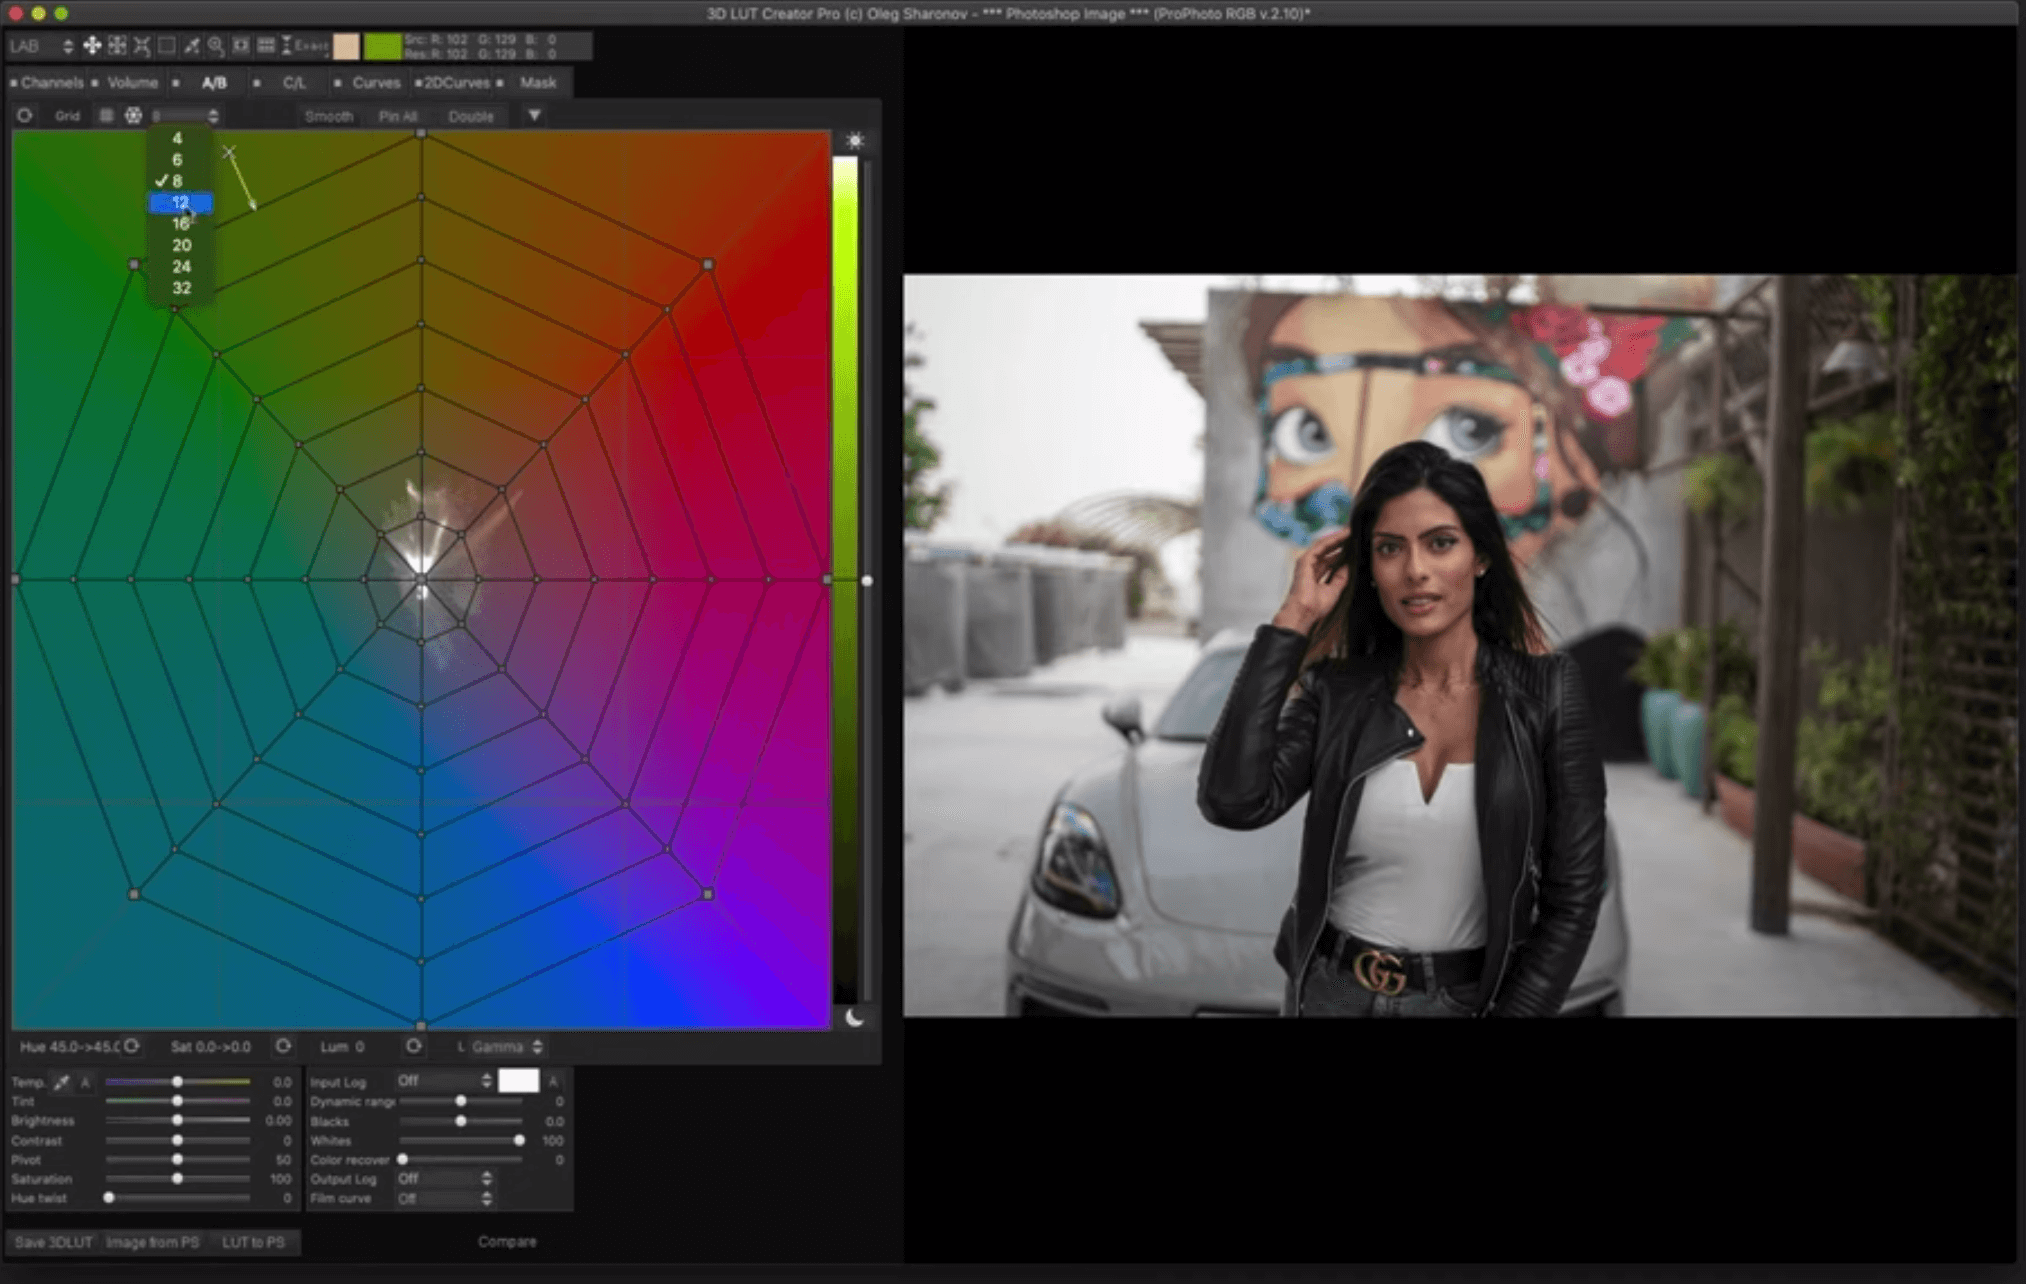 3D LUT Creator Pro (c) Oleg Sharonov - *** Photoshop Image *** (ProPhoto RGB v.2.10)*
LAB Exact Src: R: 102 G: 129 B: 0
Res: R: 102 G: 129 B: 0
Channels Volume A/B C/L Curves 2DCurves Mask
Grid Smooth Pin All Double
4
6
✓ 8
12
16
20
24
32
Hue 45.0->45.0 Sat 0.0->0.0 Lum 0 L Gamma
Temp. A 0.0
Tint 0.0
Brightness 0.00
Contrast 0
Pivot 50
Saturation 100
Hue twist 0
Input Log Off A
Dynamic range 0
Blacks 0.0
Whites 100
Color recover 0
Output Log Off
Film curve Off
Save 3DLUT Image from PS LUT to PS Compare